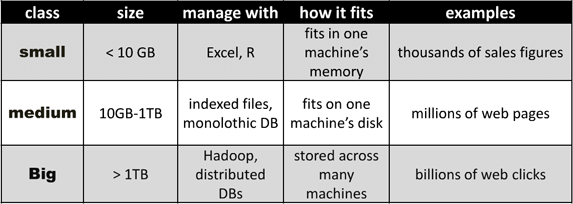 class size manage with how it fits examples
small < 10 GB Excel, R fits in one machine's memory thousands of sales figures
medium 10GB-1TB indexed files, monolothic DB fits on one machine's disk millions of web pages
Big > 1TB Hadoop, distributed DBs stored across many machines billions of web clicks